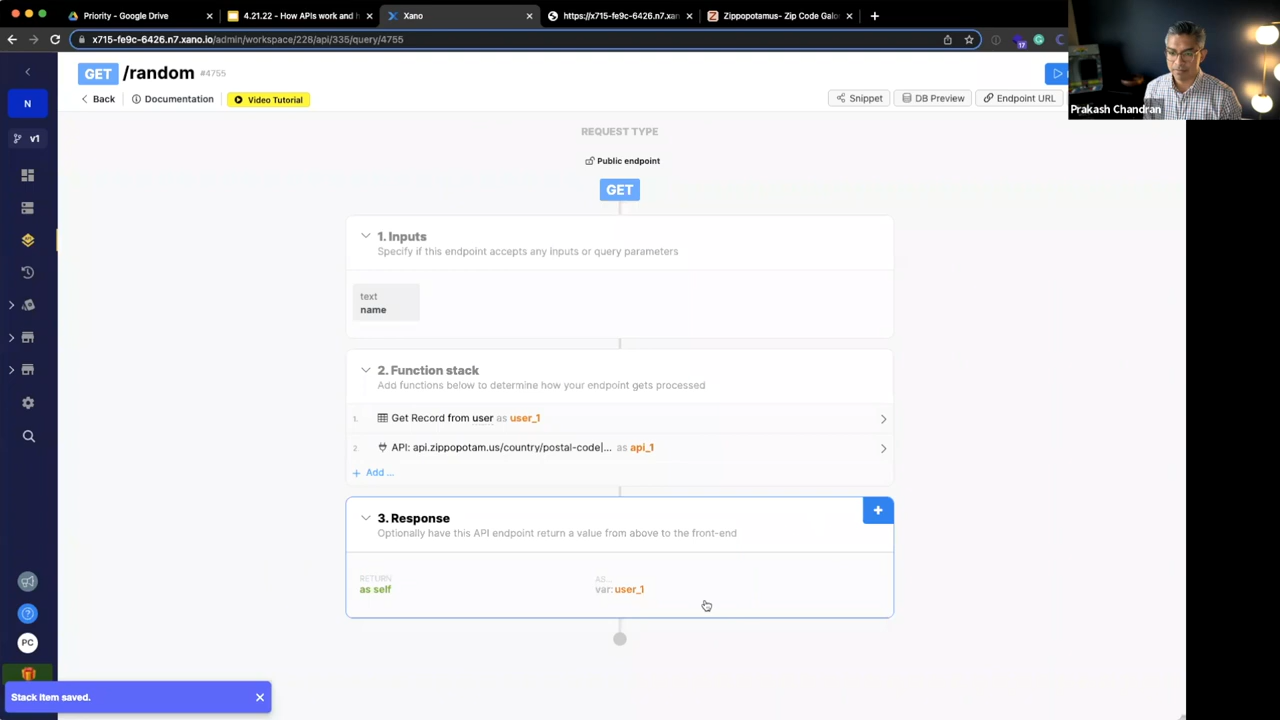 Priority - Google Drive
4.21.22 - How APIs work and h
Xano
https://x715-fe9c-6426.n7.xano
Zippopotamus- Zip Code Galo
x715-fe9c-6426.n7.xano.io/admin/workspace/228/api/335/query/4755
17
GET /random #4755
Back
Documentation
Video Tutorial
Snippet
DB Preview
Endpoint URL
Prakash Chandran
N
v1
REQUEST TYPE
Public endpoint
GET
1. Inputs
Specify if this endpoint accepts any inputs or query parameters
text
name
2. Function stack
Add functions below to determine how your endpoint gets processed
1. Get Record from user as user_1
2. API: api.zippopotam.us/country/postal-code|... as api_1
+ Add ...
3. Response
Optionally have this API endpoint return a value from above to the front-end
RETURN
as self
AS...
var: user_1
PC
Stack item saved.